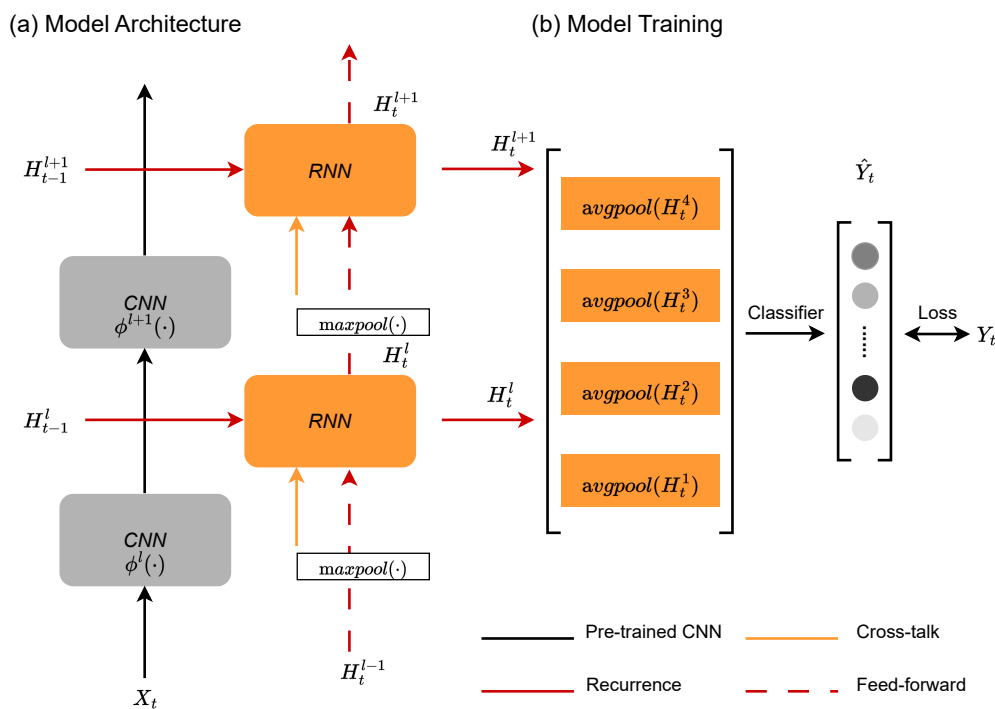 (a) Model Architecture
(b) Model Training
H_t^{l+1}
H_{t-1}^{l+1}
RNN
H_t^{l+1}
CNN
ϕ^{l+1}(·)
maxpool(·)
H_t^l
H_{t-1}^l
RNN
H_t^l
CNN
ϕ^l(·)
maxpool(·)
H_t^{l-1}
X_t
avgpool(H_t^4)
avgpool(H_t^3)
avgpool(H_t^2)
avgpool(H_t^1)
Classifier
Ŷ_t
Loss
Y_t
Pre-trained CNN
Cross-talk
Recurrence
Feed-forward